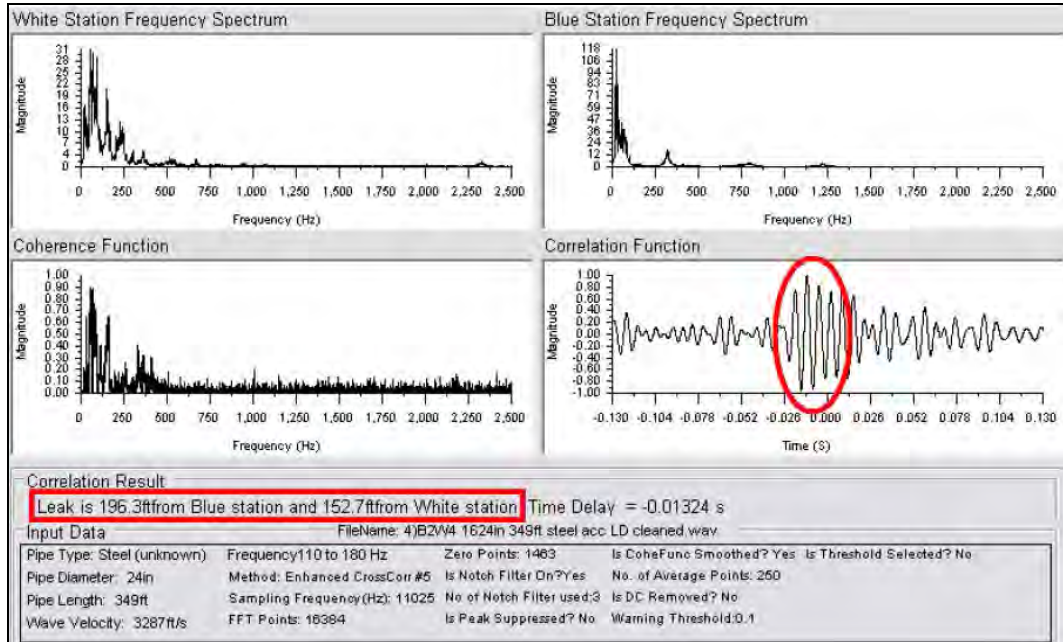 White Station Frequency Spectrum
Blue Station Frequency Spectrum
31
28
25
22
19
16
13
10
7
4
0
Magnitude
0 250 500 750 1,000 1,250 1,500 1,750 2,000 2,250 2,500
Frequency (Hz)
118
106
94
83
71
59
47
36
24
12
0
Magnitude
0 250 500 750 1,000 1,250 1,500 1,750 2,000 2,250 2,500
Frequency (Hz)
Coherence Function
Correlation Function
1.00
0.90
0.80
0.70
0.60
0.50
0.40
0.30
0.20
0.10
0.00
Magnitude
0 250 500 750 1,000 1,250 1,500 1,750 2,000 2,250 2,500
Frequency (Hz)
1.00
0.80
0.60
0.40
0.20
0.00
-0.20
-0.40
-0.60
-0.80
-1.00
Magnitude
-0.130 -0.104 -0.078 -0.052 -0.026 0.000 0.026 0.052 0.078 0.104 0.130
Time (S)
Correlation Result
Leak is 196.3ftfrom Blue station and 152.7ftfrom White station Time Delay = -0.01324 s
Input Data
FileName: 4)B2W4 1624in 349ft steel acc LD cleaned.wav
Pipe Type: Steel (unknown) Frequency110 to 180 Hz Zero Points: 1463 Is CoheFunc Smoothed? Yes Is Threshold Selected? No
Pipe Diameter: 24in Method: Enhanced CrossCorr #5 Is Notch Filter On?Yes No. of Average Points: 250
Pipe Length: 349ft Sampling Frequency(Hz): 11025 No of Notch Filter used:3 Is DC Removed? No
Wave Velocity: 3287ft/s FFT Points: 16384 Is Peak Suppressed? No Warning Threshold:0.1